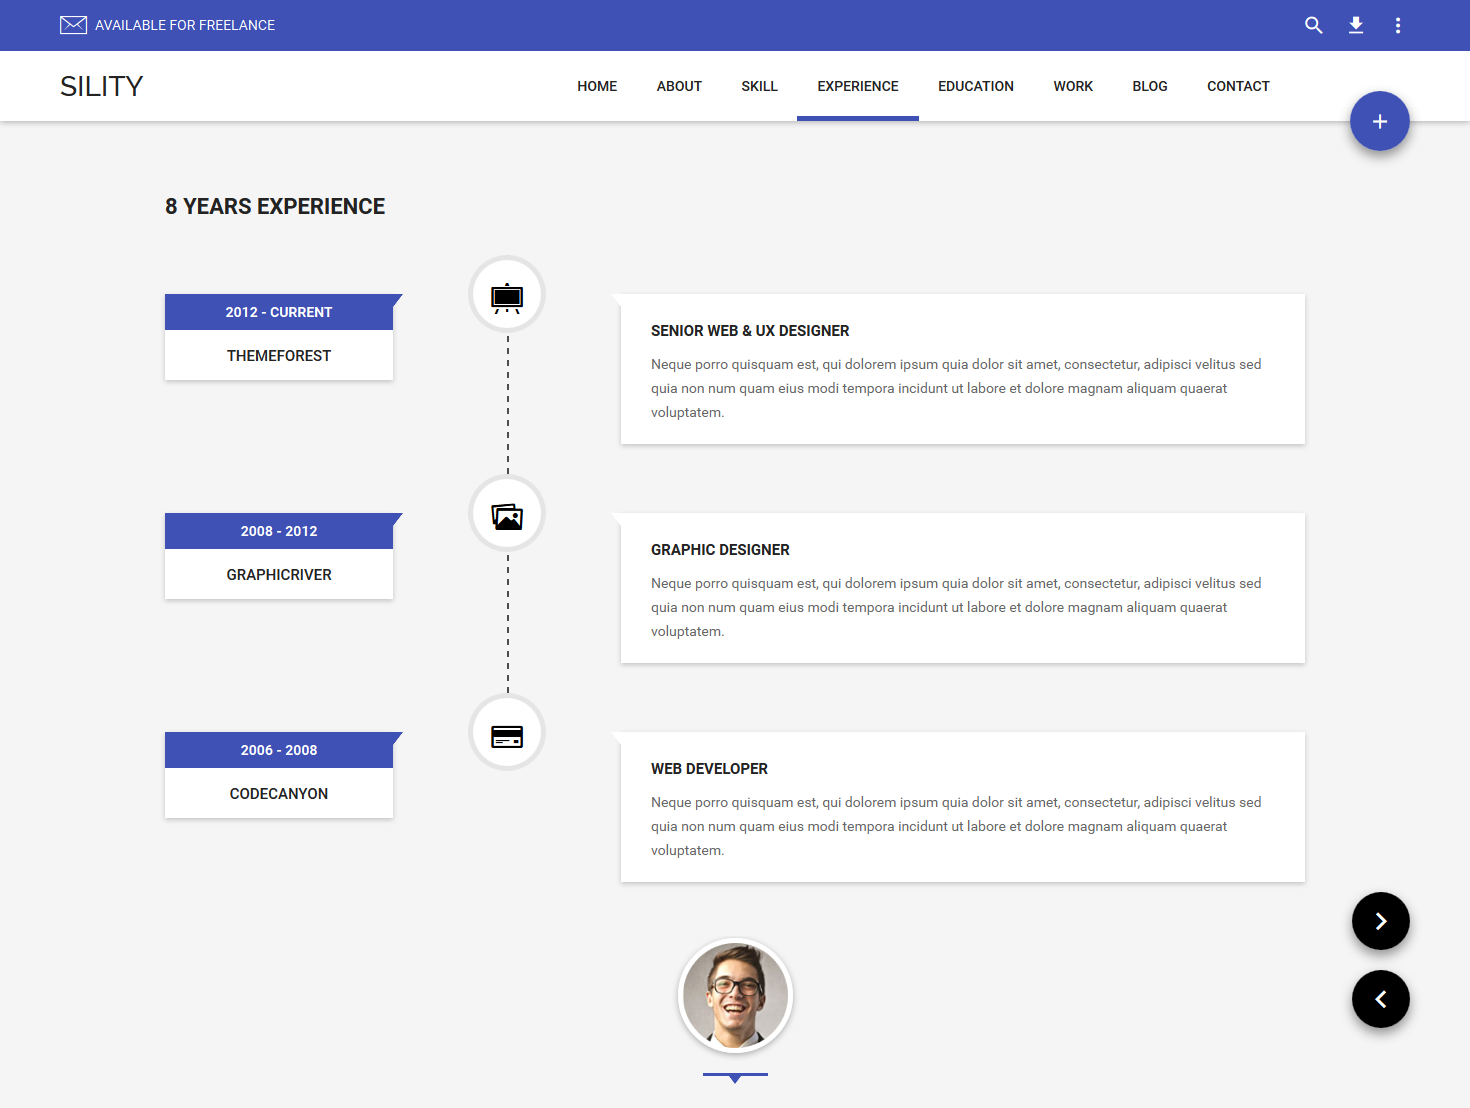 AVAILABLE FOR FREELANCE
SILITY
HOME ABOUT SKILL EXPERIENCE EDUCATION WORK BLOG CONTACT
8 YEARS EXPERIENCE
2012 - CURRENT
THEMEFOREST
SENIOR WEB & UX DESIGNER
Neque porro quisquam est, qui dolorem ipsum quia dolor sit amet, consectetur, adipisci velitus sed
quia non num quam eius modi tempora incidunt ut labore et dolore magnam aliquam quaerat
voluptatem.
2008 - 2012
GRAPHICRIVER
GRAPHIC DESIGNER
Neque porro quisquam est, qui dolorem ipsum quia dolor sit amet, consectetur, adipisci velitus sed
quia non num quam eius modi tempora incidunt ut labore et dolore magnam aliquam quaerat
voluptatem.
2006 - 2008
CODECANYON
WEB DEVELOPER
Neque porro quisquam est, qui dolorem ipsum quia dolor sit amet, consectetur, adipisci velitus sed
quia non num quam eius modi tempora incidunt ut labore et dolore magnam aliquam quaerat
voluptatem.